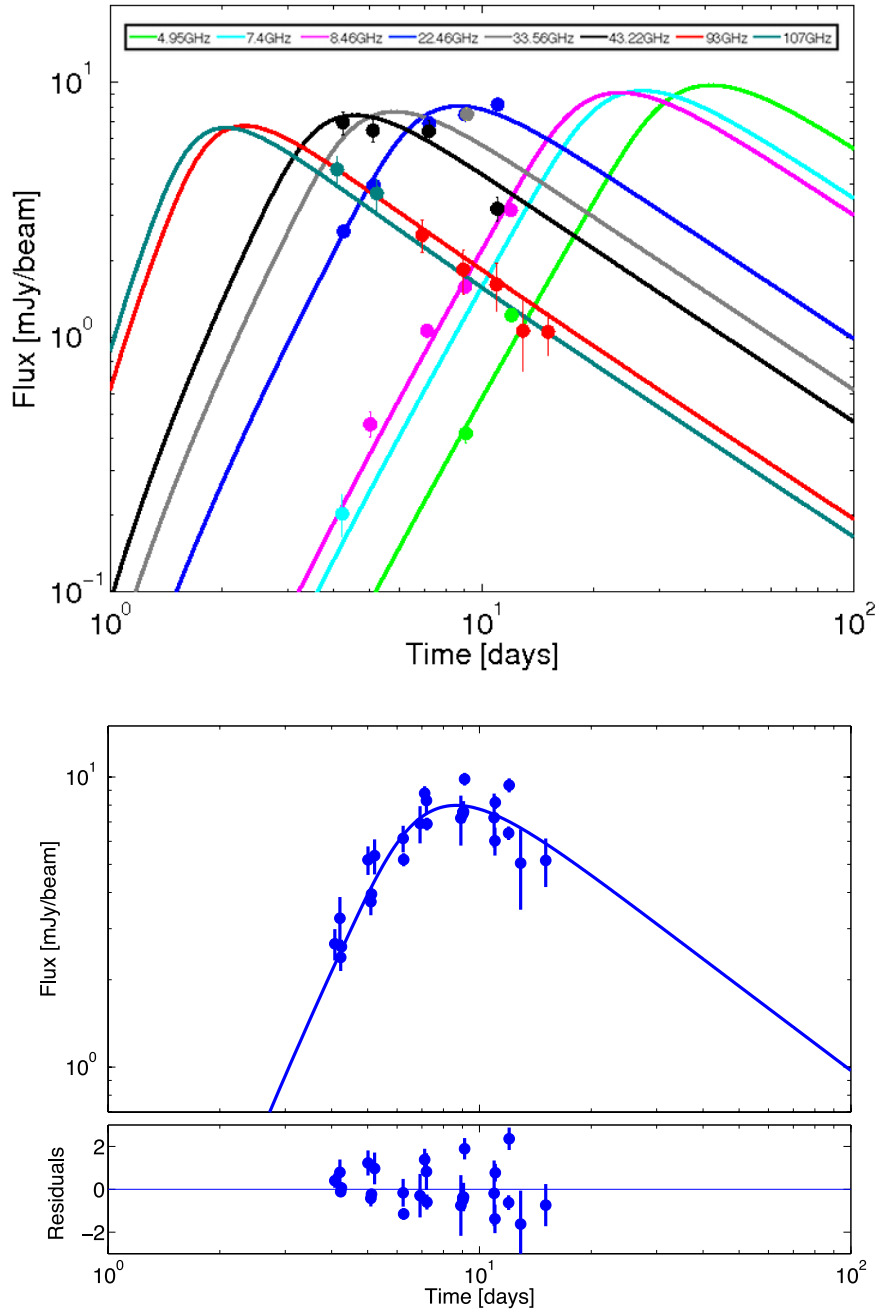 4.95GHz 7.4GHz 8.46GHz 22.46GHz 33.56GHz 43.22GHz 93GHz 107GHz
10^1
10^0
10^-1
Flux [mJy/beam]
10^0 10^1 10^2
Time [days]
10^1
10^0
Flux [mJy/beam]
2
0
−2
Residuals
10^0 10^1 10^2
Time [days]